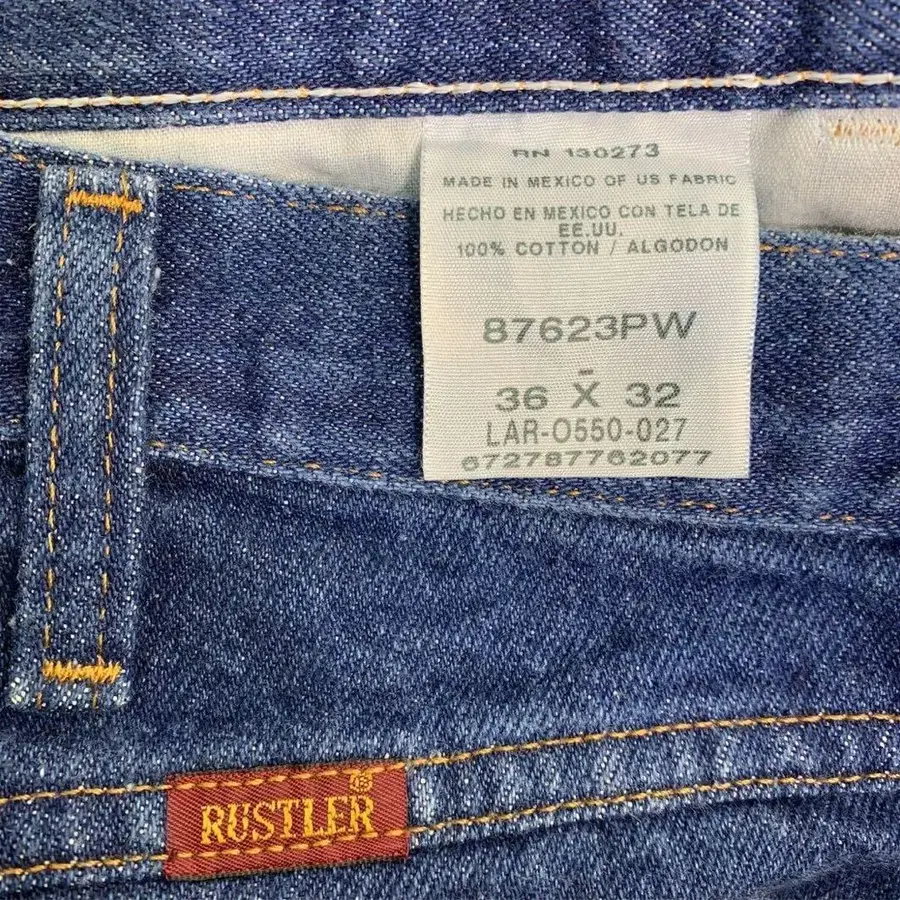 RN 130273
MADE IN MEXICO OF US FABRIC
HECHO EN MEXICO CON TELA DE
EE.UU.
100% COTTON / ALGODON
87623PW
36 X 32
LAR-O550-027
672787762077
RUSTLER